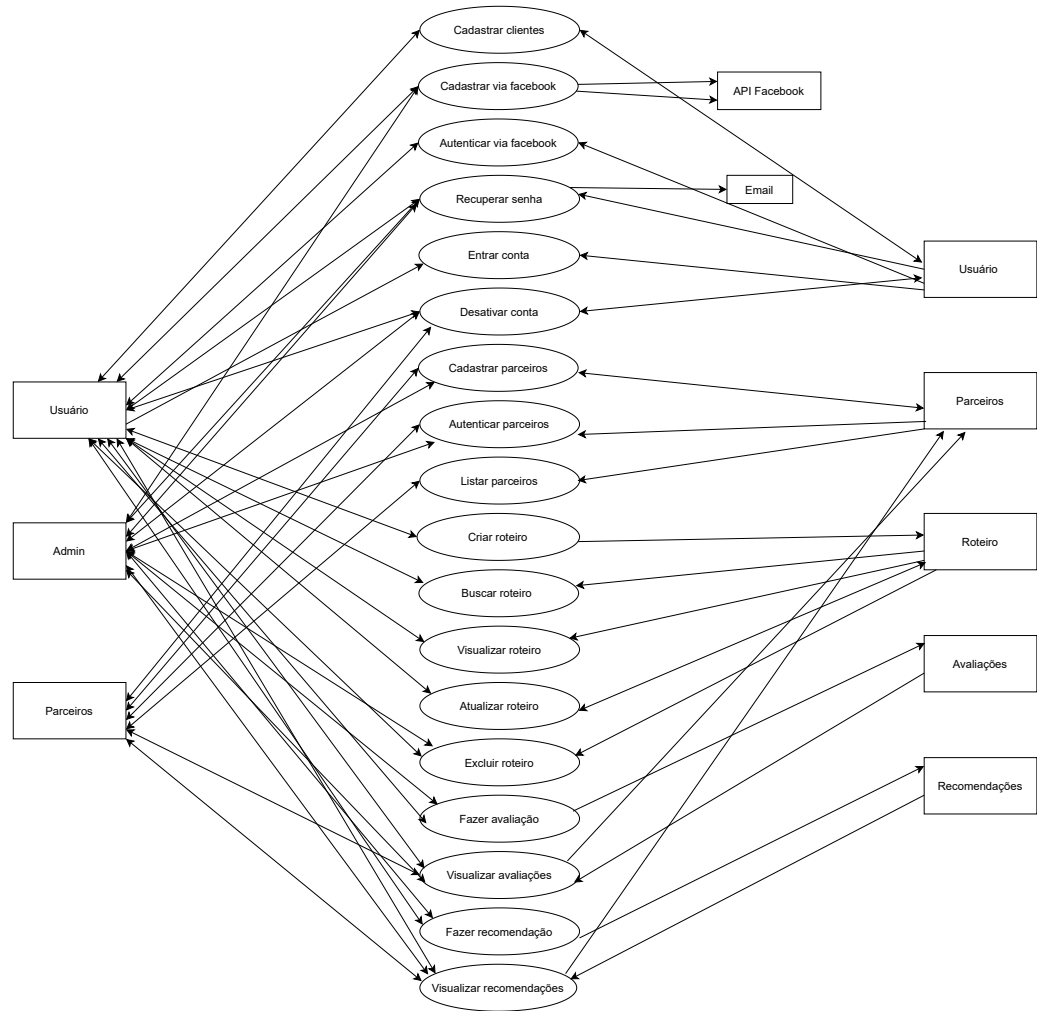 Cadastrar clientes
Cadastrar via facebook
API Facebook
Autenticar via facebook
Email
Recuperar senha
Entrar conta
Usuário
Desativar conta
Cadastrar parceiros
Usuário
Parceiros
Autenticar parceiros
Listar parceiros
Criar roteiro
Roteiro
Admin
Buscar roteiro
Visualizar roteiro
Avaliações
Parceiros
Atualizar roteiro
Excluir roteiro
Recomendações
Fazer avaliação
Visualizar avaliações
Fazer recomendação
Visualizar recomendações